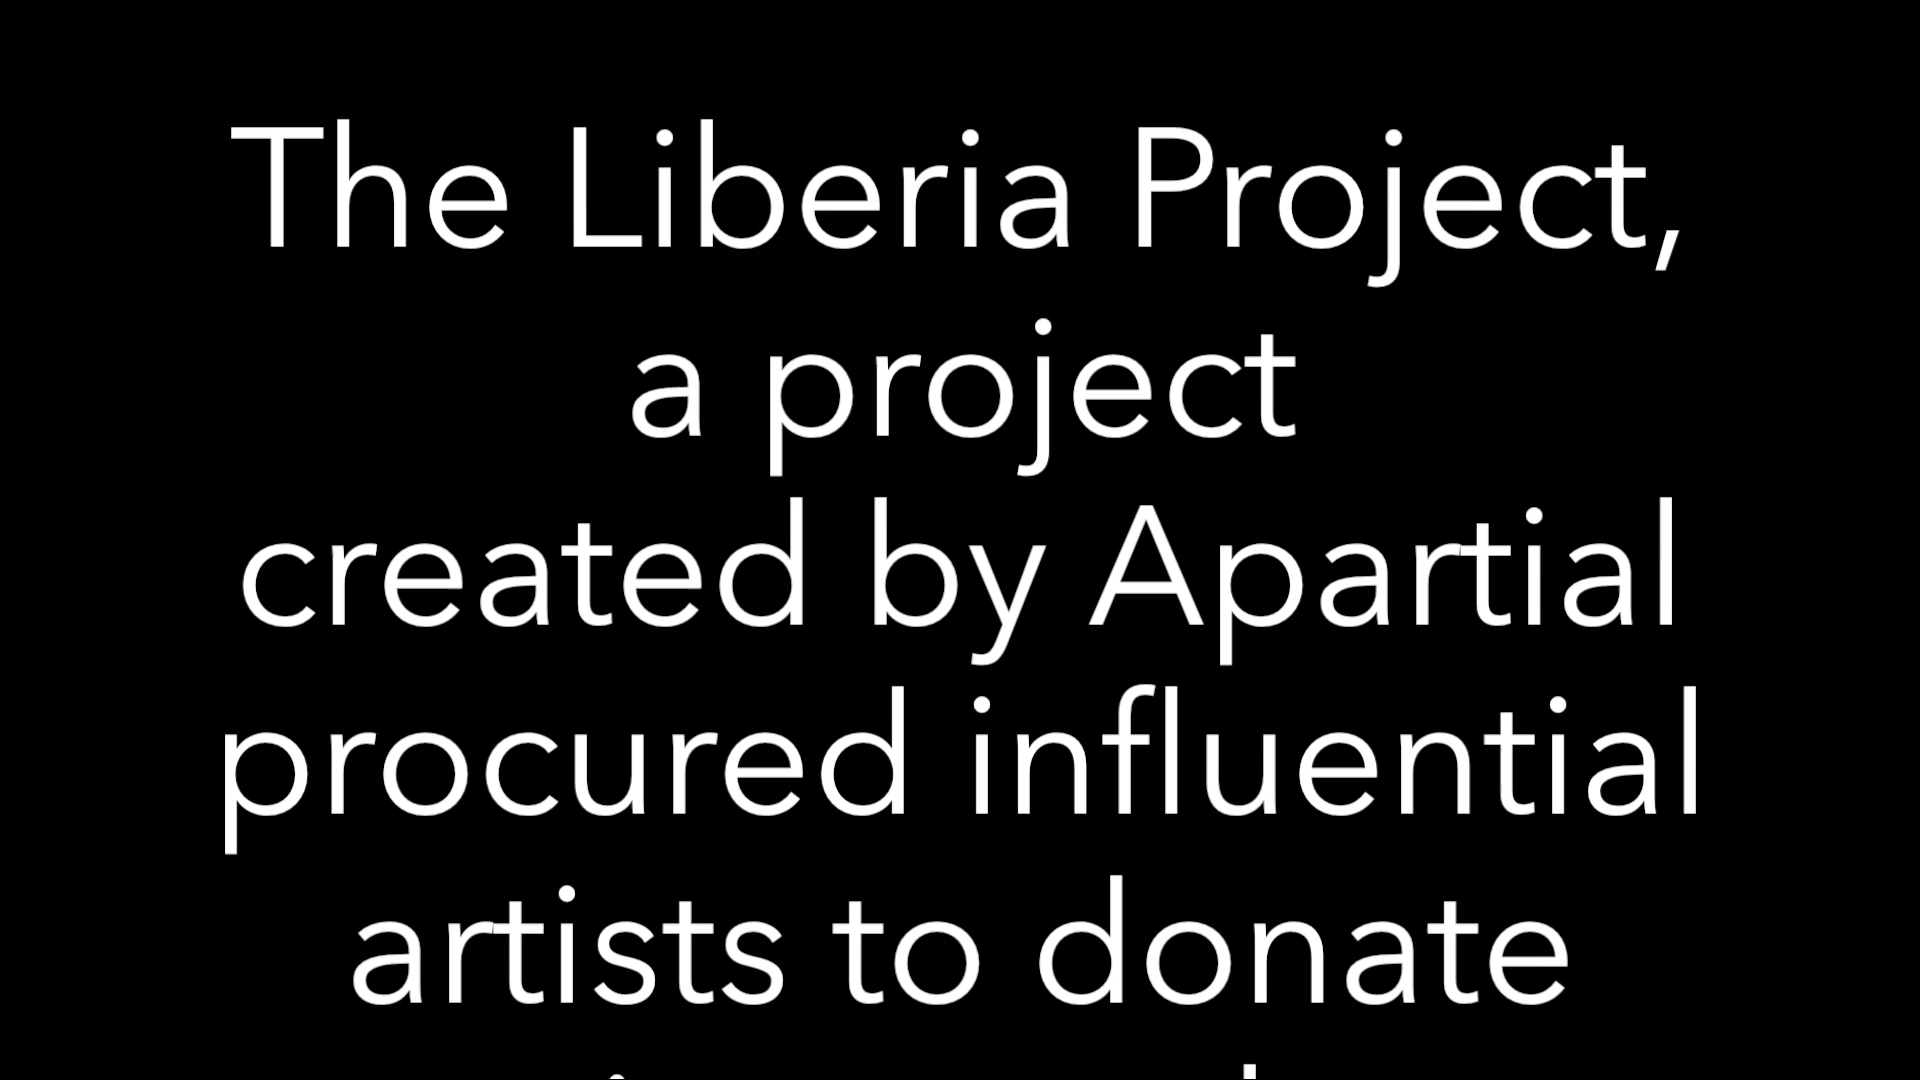 The Liberia Project,
a project
created by Apartial
procured influential
artists to donate